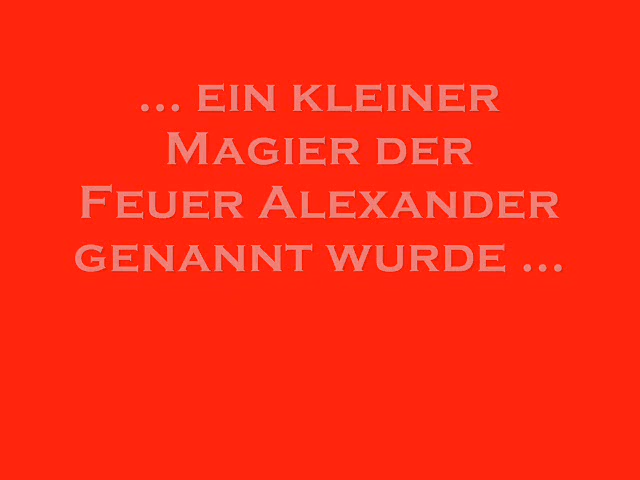 ... ein kleiner
Magier der
Feuer Alexander
genannt wurde ...